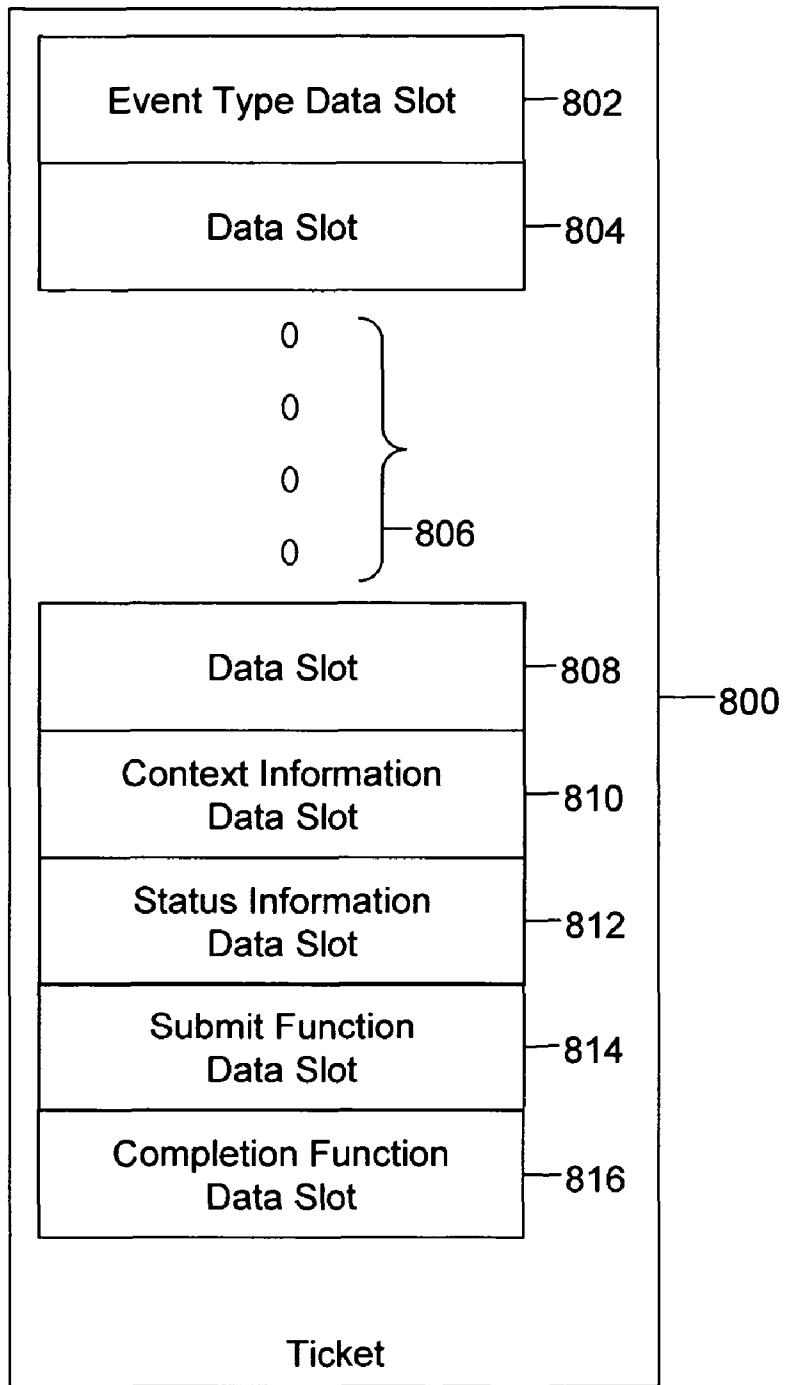 Event Type Data Slot
802
Data Slot
804
0
0
0
0
806
Data Slot
808
800
Context Information
Data Slot
810
Status Information
Data Slot
812
Submit Function
Data Slot
814
Completion Function
Data Slot
816
Ticket